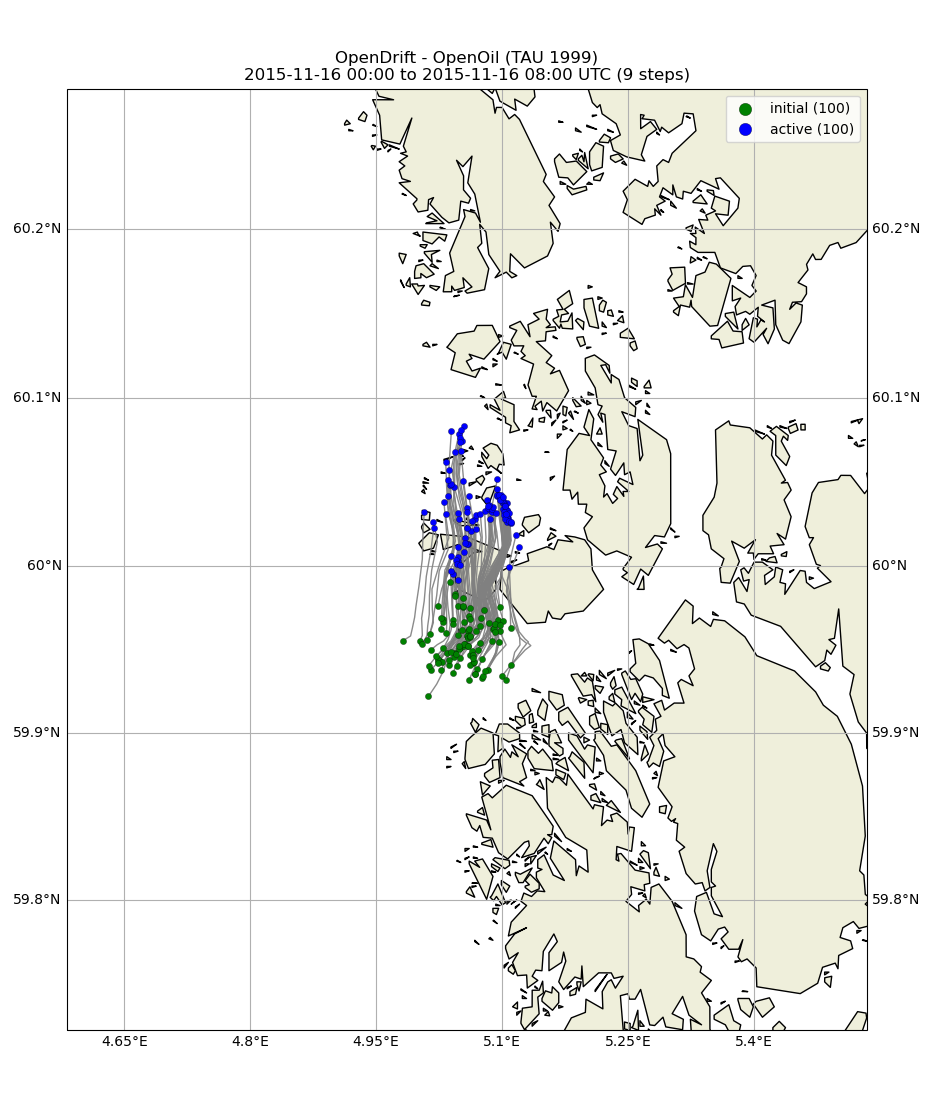 OpenDrift - OpenOil (TAU 1999)
2015-11-16 00:00 to 2015-11-16 08:00 UTC (9 steps)
initial (100)
active (100)
60.2°N 60.2°N
60.1°N 60.1°N
60°N 60°N
59.9°N 59.9°N
59.8°N 59.8°N
4.65°E 4.8°E 4.95°E 5.1°E 5.25°E 5.4°E